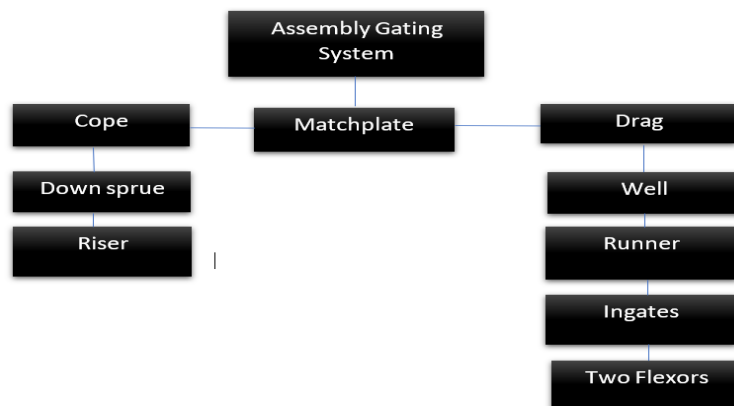 Assembly Gating
System
Cope
Matchplate
Drag
Down sprue
Well
Riser
Runner
Ingates
Two Flexors